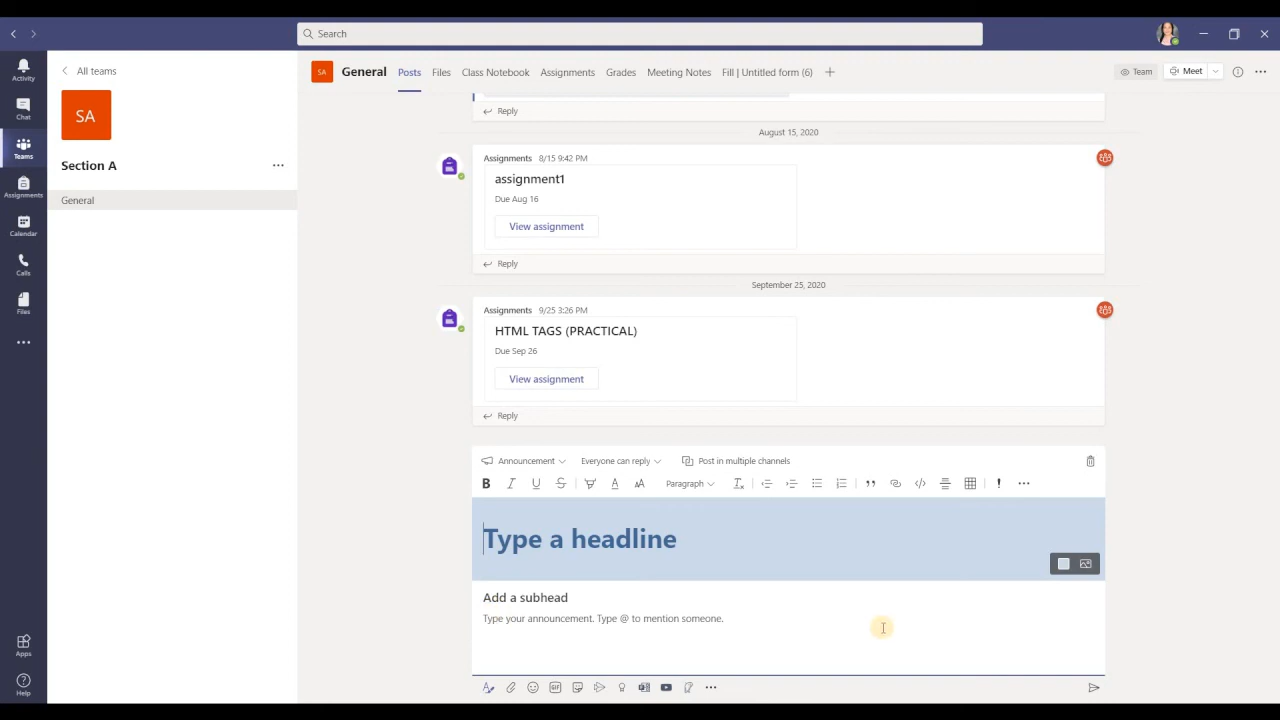 Search
Activity
Chat
Teams
Assignments
Calendar
Calls
Files
Apps
Help
All teams
SA
Section A
General
SA General Posts Files Class Notebook Assignments Grades Meeting Notes Fill | Untitled form (6)
Team Meet
Reply
August 15, 2020
Assignments 8/15 9:42 PM
assignment1
Due Aug 16
View assignment
Reply
September 25, 2020
Assignments 9/25 3:26 PM
HTML TAGS (PRACTICAL)
Due Sep 26
View assignment
Reply
Announcement Everyone can reply Post in multiple channels
B I U S A AA Paragraph
Type a headline
Add a subhead
Type your announcement. Type @ to mention someone.
GIF